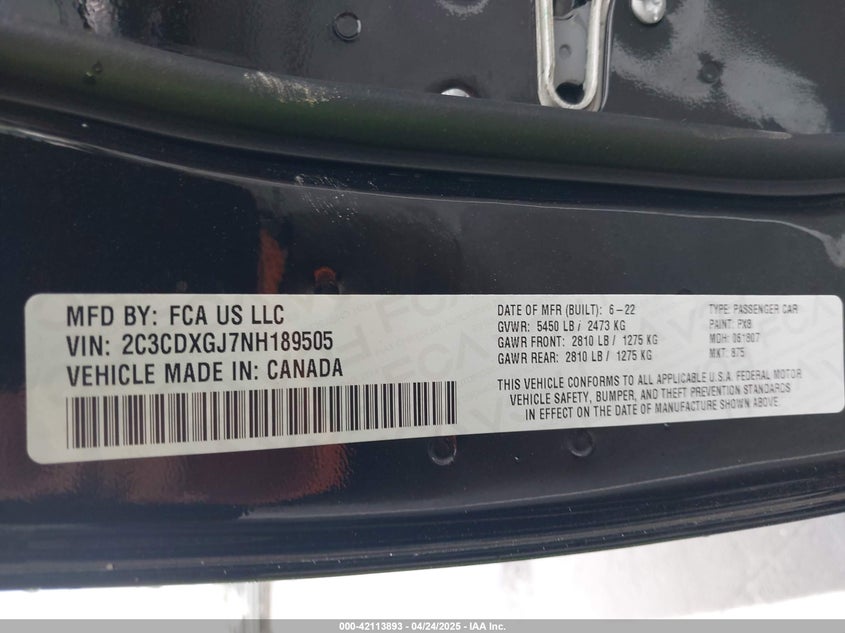 MFD BY: FCA US LLC
VIN: 2C3CDXGJ7NH189505
VEHICLE MADE IN: CANADA
DATE OF MFR (BUILT): 6-22
GVWR: 5450 LB / 2473 KG
GAWR FRONT: 2810 LB / 1275 KG
GAWR REAR: 2810 LB / 1275 KG
TYPE: PASSENGER CAR
PAINT: PX8
MDH: 061807
MKT: 875
THIS VEHICLE CONFORMS TO ALL APPLICABLE U.S.A. FEDERAL MOTOR
VEHICLE SAFETY, BUMPER, AND THEFT PREVENTION STANDARDS
IN EFFECT ON THE DATE OF MANUFACTURE SHOWN ABOVE.
000-42113893 - 04/24/2025 - IAA Inc.